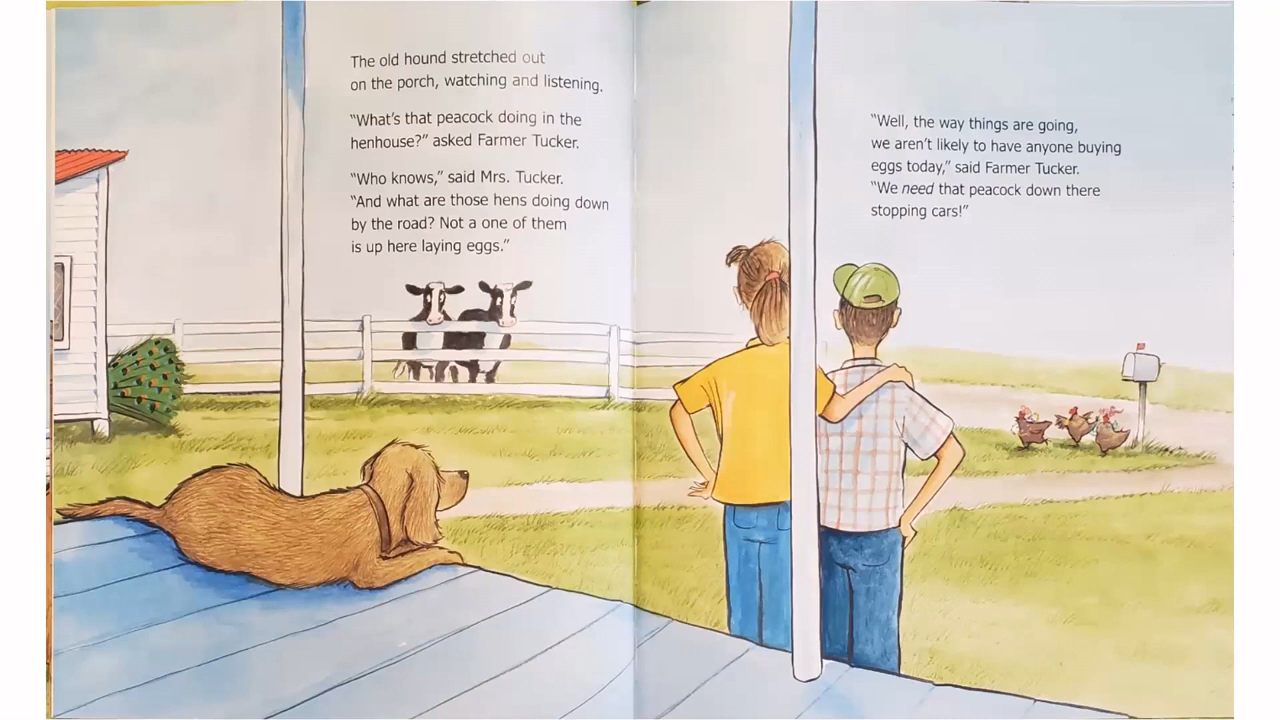 The old hound stretched out
on the porch, watching and listening.
“What’s that peacock doing in the
henhouse?” asked Farmer Tucker.
“Who knows,” said Mrs. Tucker.
“And what are those hens doing down
by the road? Not a one of them
is up here laying eggs.”
“Well, the way things are going,
we aren’t likely to have anyone buying
eggs today,” said Farmer Tucker.
“We need that peacock down there
stopping cars!”